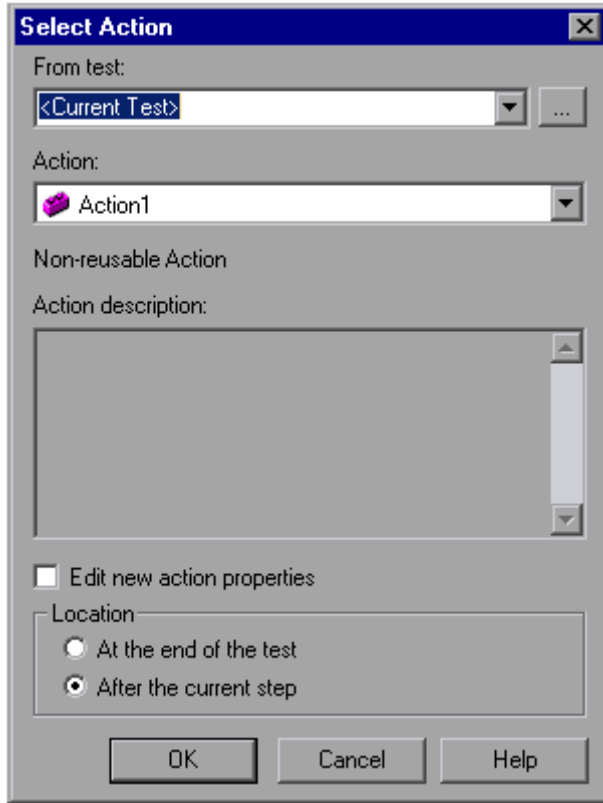 Select Action
From test:
<Current Test>
...
Action:
Action1
Non-reusable Action
Action description:
Edit new action properties
Location
At the end of the test
After the current step
OK Cancel Help